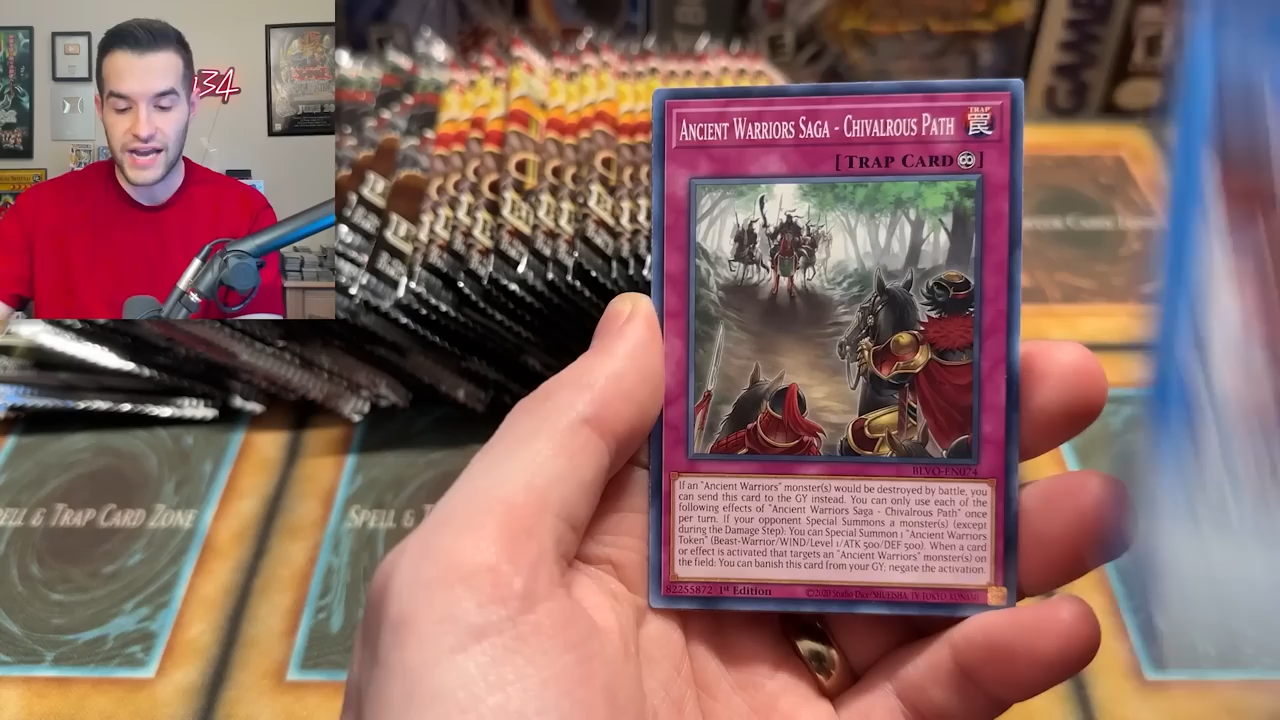 134
JUNE 20
GAME
ANCIENT WARRIORS SAGA - CHIVALROUS PATH
TRAP
罠
[TRAP CARD ]
BLVO-EN074
If an "Ancient Warriors" monster(s) would be destroyed by battle, you
can send this card to the GY instead. You can only use each of the
following effects of "Ancient Warriors Saga - Chivalrous Path" once
per turn. If your opponent Special Summons a monster(s) (except
during the Damage Step): You can Special Summon 1 "Ancient Warriors
Token" (Beast-Warrior/WIND/Level 1/ATK 500/DEF 500). When a card
or effect is activated that targets an "Ancient Warriors" monster(s) on
the field: You can banish this card from your GY; negate the activation.
82255872 1st Edition
©2020 Studio Dice/SHUEISHA, TV TOKYO, KONAMI
ELL & TRAP CARD ZONE
SPELL & T